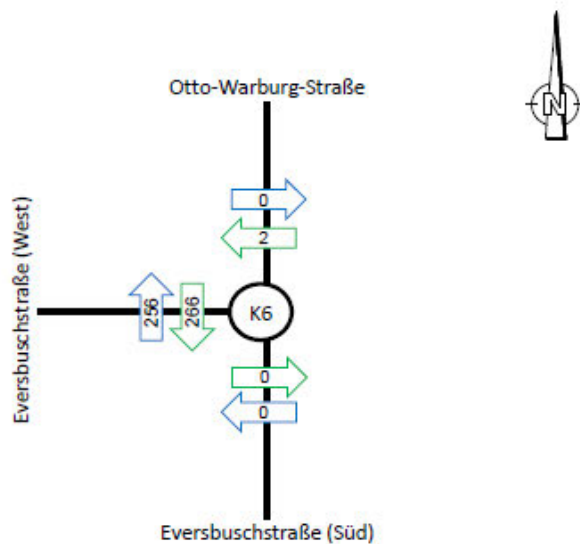 Otto-Warburg-Straße
N
0
2
Eversbuschstraße (West)
256
266
K6
0
0
Eversbuschstraße (Süd)